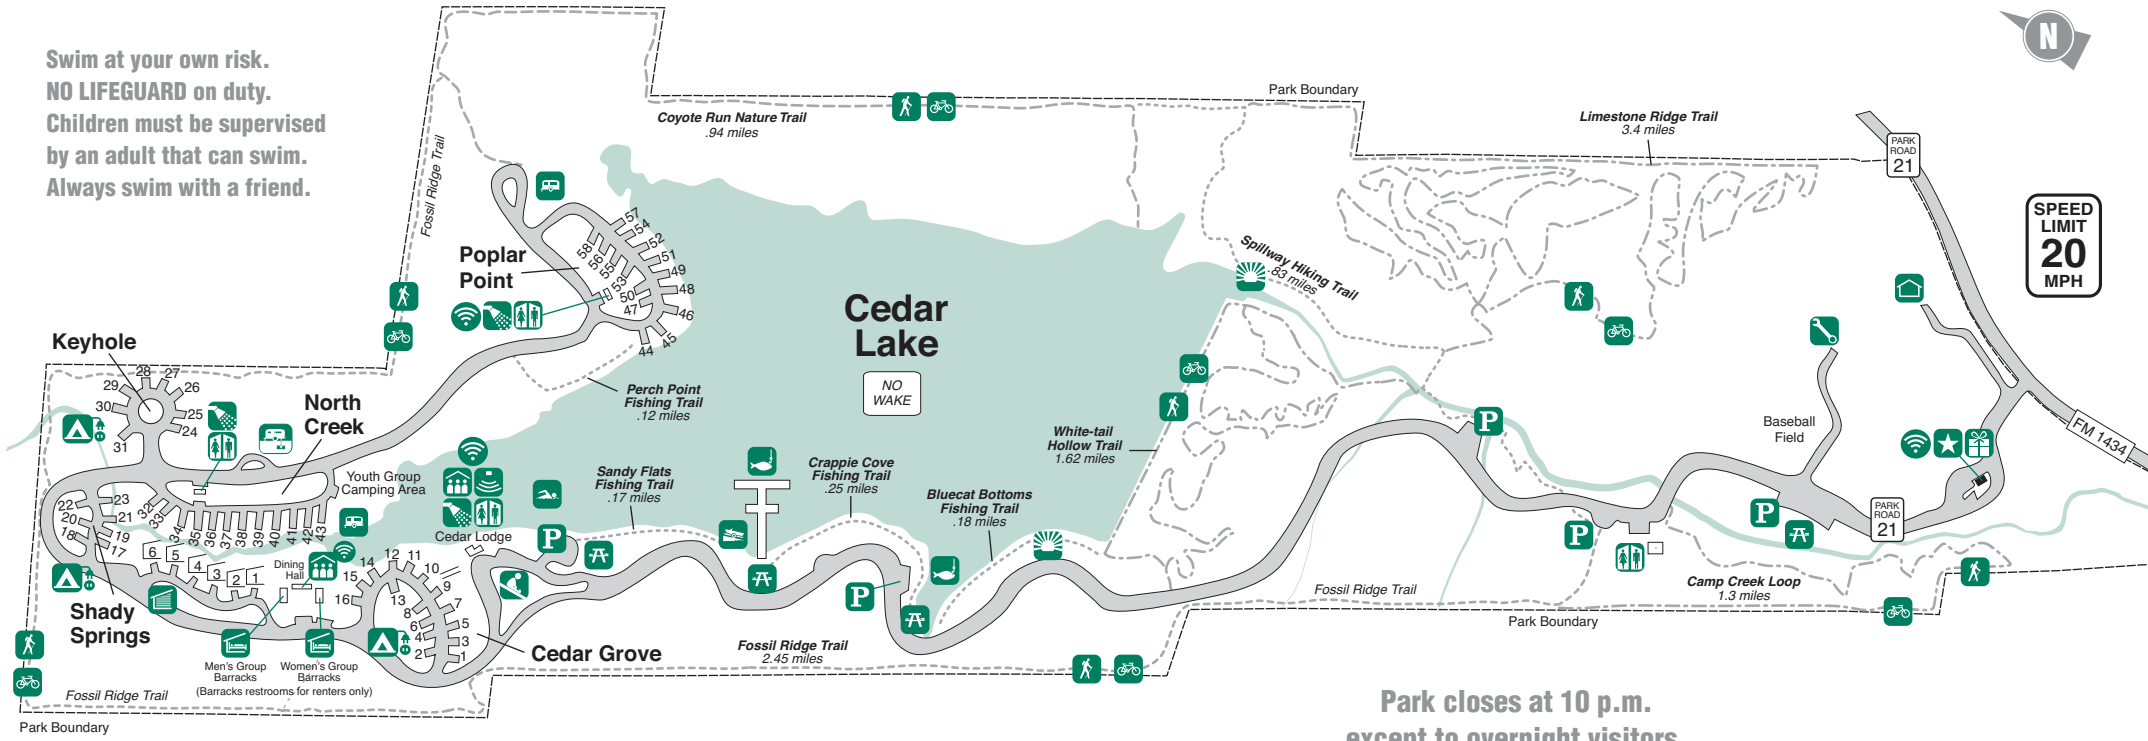 Swim at your own risk.
NO LIFEGUARD on duty.
Children must be supervised
by an adult that can swim.
Always swim with a friend.
N
Park Boundary
Coyote Run Nature Trail
.94 miles
Limestone Ridge Trail
3.4 miles
PARK
ROAD
21
SPEED
LIMIT
20
MPH
Fossil Ridge Trail
Poplar
Point
57
54
52
51
49
48
46
45
44
58
56
55
53
50
47
Spillway Hiking Trail
.83 miles
Cedar
Lake
NO
WAKE
Keyhole
28
27
29
26
30
25
24
31
North
Creek
Perch Point
Fishing Trail
.12 miles
White-tail
Hollow Trail
1.62 miles
P
Baseball
Field
FM 1434
Youth Group
Camping Area
Sandy Flats
Fishing Trail
.17 miles
Crappie Cove
Fishing Trail
.25 miles
Bluecat Bottoms
Fishing Trail
.18 miles
22
23
20
21
18
19
17
32
33
34
35
36
37
38
39
40
41
42
43
Cedar Lodge
P
P
P
P
PARK
ROAD
21
6
5
4
3
2
1
Dining
Hall
14
12
11
15
10
9
16
13
7
8
6
5
4
3
2
1
Shady
Springs
Cedar Grove
Men's Group
Barracks
Women's Group
Barracks
(Barracks restrooms for renters only)
Fossil Ridge Trail
2.45 miles
Fossil Ridge Trail
Camp Creek Loop
1.3 miles
Park Boundary
Fossil Ridge Trail
Park Boundary
Park closes at 10 p.m.
except to overnight visitors